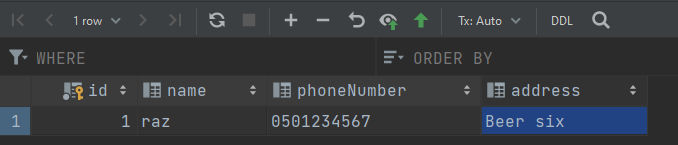 1 row Tx: Auto DDL
WHERE ORDER BY
id name phoneNumber address
1 1 raz 0501234567 Beer six